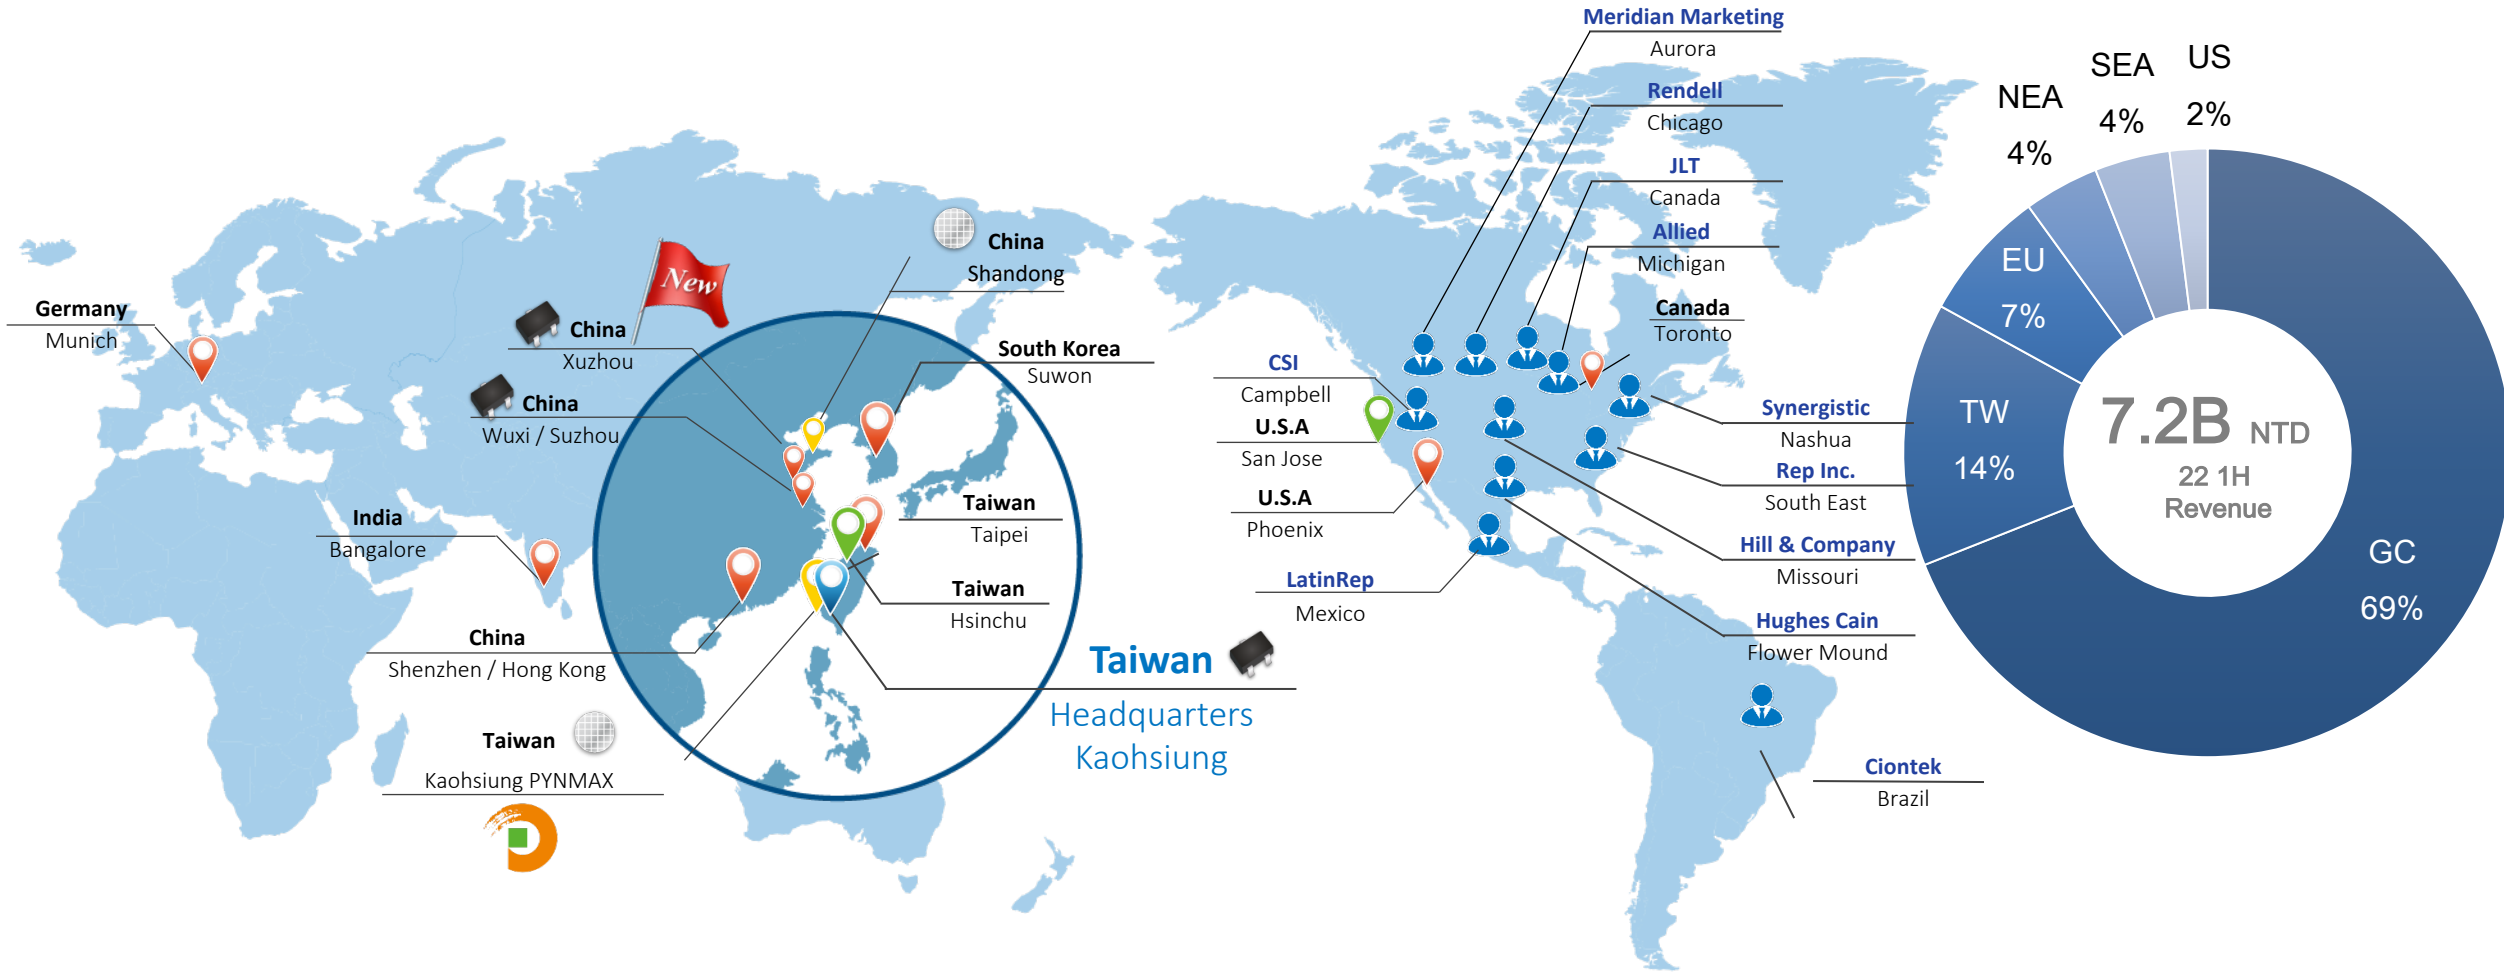 Germany
Munich
China
Xuzhou
New
China
Wuxi / Suzhou
China
Shandong
South Korea
Suwon
India
Bangalore
Taiwan
Taipei
Taiwan
Hsinchu
China
Shenzhen / Hong Kong
Taiwan
Headquarters
Kaohsiung
Taiwan
Kaohsiung PYNMAX
Meridian Marketing
Aurora
Rendell
Chicago
JLT
Canada
Allied
Michigan
Canada
Toronto
CSI
Campbell
U.S.A
San Jose
U.S.A
Phoenix
LatinRep
Mexico
Synergistic
Nashua
Rep Inc.
South East
Hill & Company
Missouri
Hughes Cain
Flower Mound
Ciontek
Brazil
NEA
4%
SEA
4%
US
2%
EU
7%
TW
14%
GC
69%
7.2B NTD
22 1H
Revenue